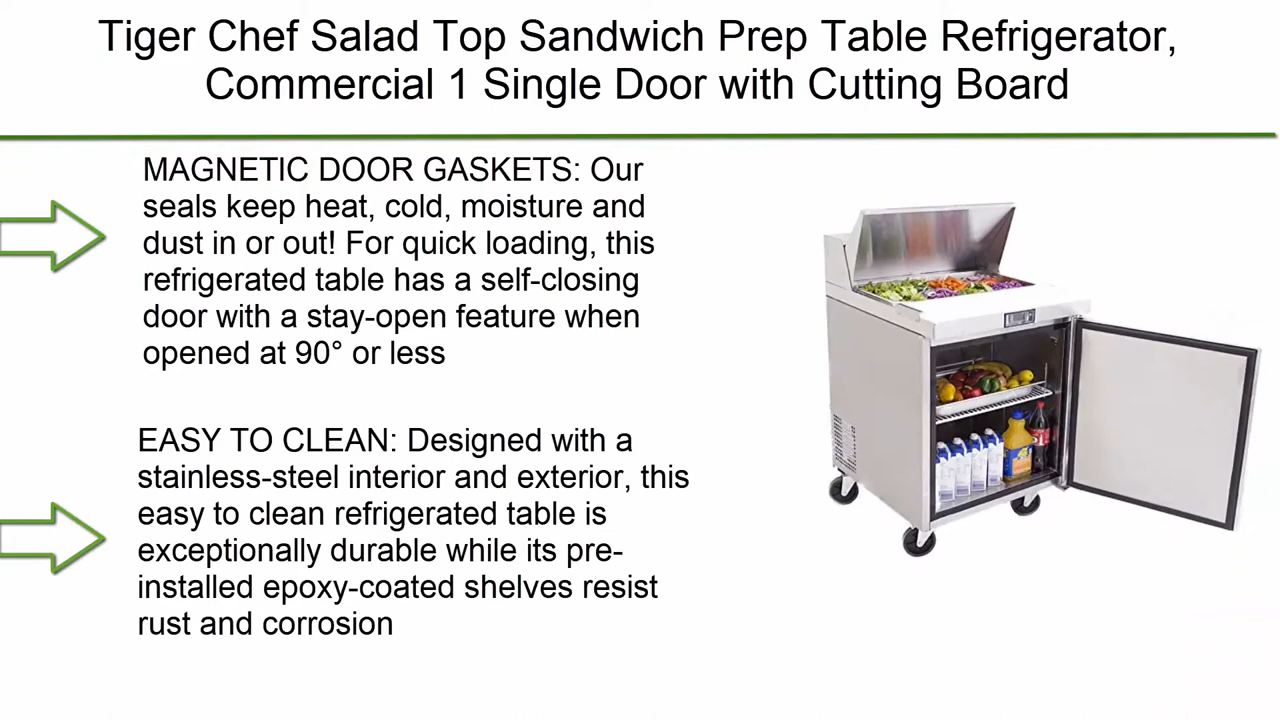 Tiger Chef Salad Top Sandwich Prep Table Refrigerator,
Commercial 1 Single Door with Cutting Board
MAGNETIC DOOR GASKETS: Our
seals keep heat, cold, moisture and
dust in or out! For quick loading, this
refrigerated table has a self-closing
door with a stay-open feature when
opened at 90° or less
EASY TO CLEAN: Designed with a
stainless-steel interior and exterior, this
easy to clean refrigerated table is
exceptionally durable while its pre-
installed epoxy-coated shelves resist
rust and corrosion